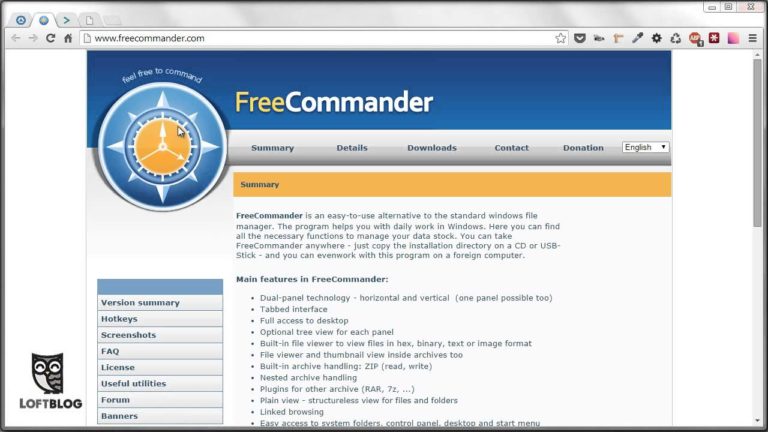 www.freecommander.com
feel free to command
FreeCommander
Summary Details Downloads Contact Donation English
Summary
FreeCommander is an easy-to-use alternative to the standard windows file
manager. The program helps you with daily work in Windows. Here you can find
all the necessary functions to manage your data stock. You can take
FreeCommander anywhere - just copy the installation directory on a CD or USB-
Stick - and you can evenwork with this program on a foreign computer.
Main features in FreeCommander:
Dual-panel technology - horizontal and vertical (one panel possible too)
Tabbed interface
Full access to desktop
Optional tree view for each panel
Built-in file viewer to view files in hex, binary, text or image format
File viewer and thumbnail view inside archives too
Built-in archive handling: ZIP (read, write)
Nested archive handling
Plugins for other archive (RAR, 7z, ...)
Plain view - structureless view for files and folders
Linked browsing
Easy access to system folders, control panel, desktop and start menu
Version summary
Hotkeys
Screenshots
FAQ
License
Useful utilities
Forum
Banners
LOFTBLOG